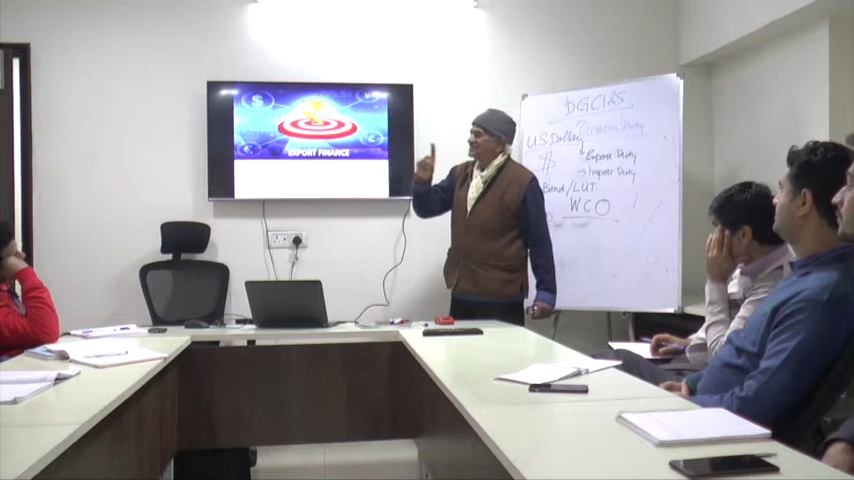 EXPORT FINANCE
DGCI&S
US Dollar
Custom Duty
$
Export Duty
→ Import Duty
Bond/LUT
WCO